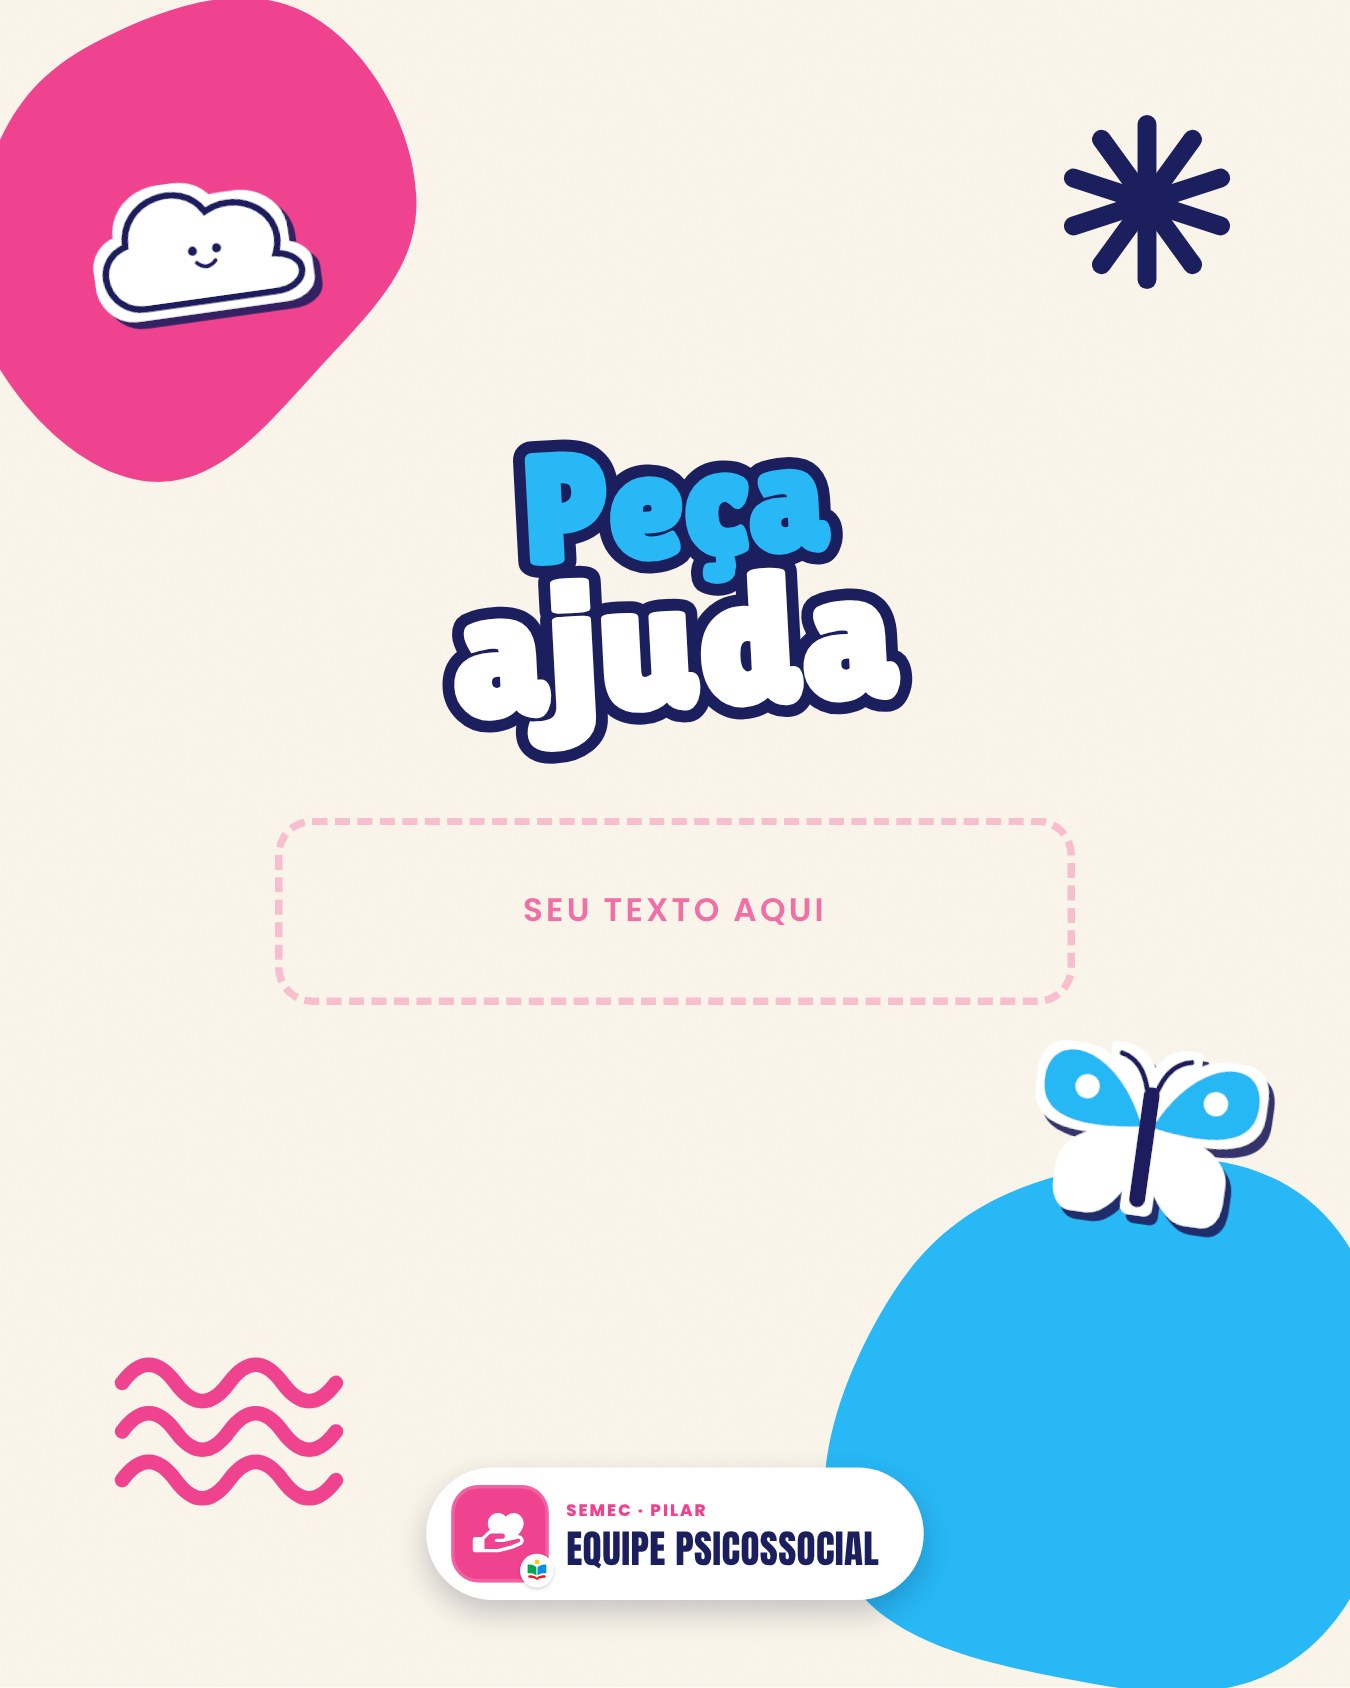 Peça
ajuda
SEU TEXTO AQUI
SEMEC · PILAR
EQUIPE PSICOSSOCIAL